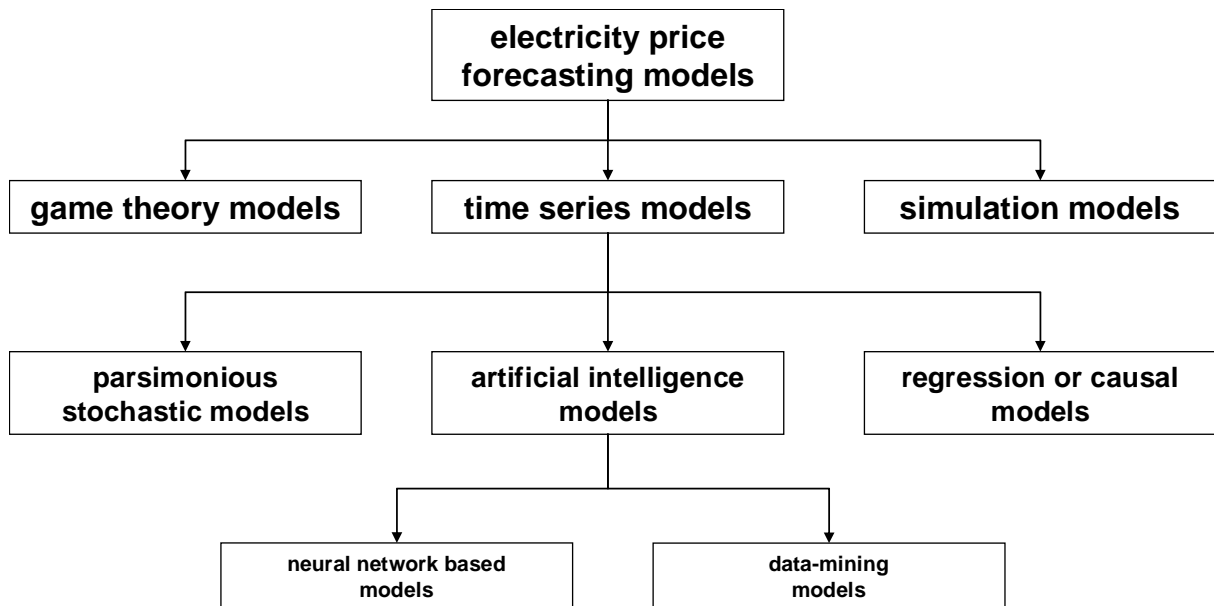 electricity price
forecasting models
game theory models
time series models
simulation models
parsimonious
stochastic models
artificial intelligence
models
regression or causal
models
neural network based
models
data-mining
models